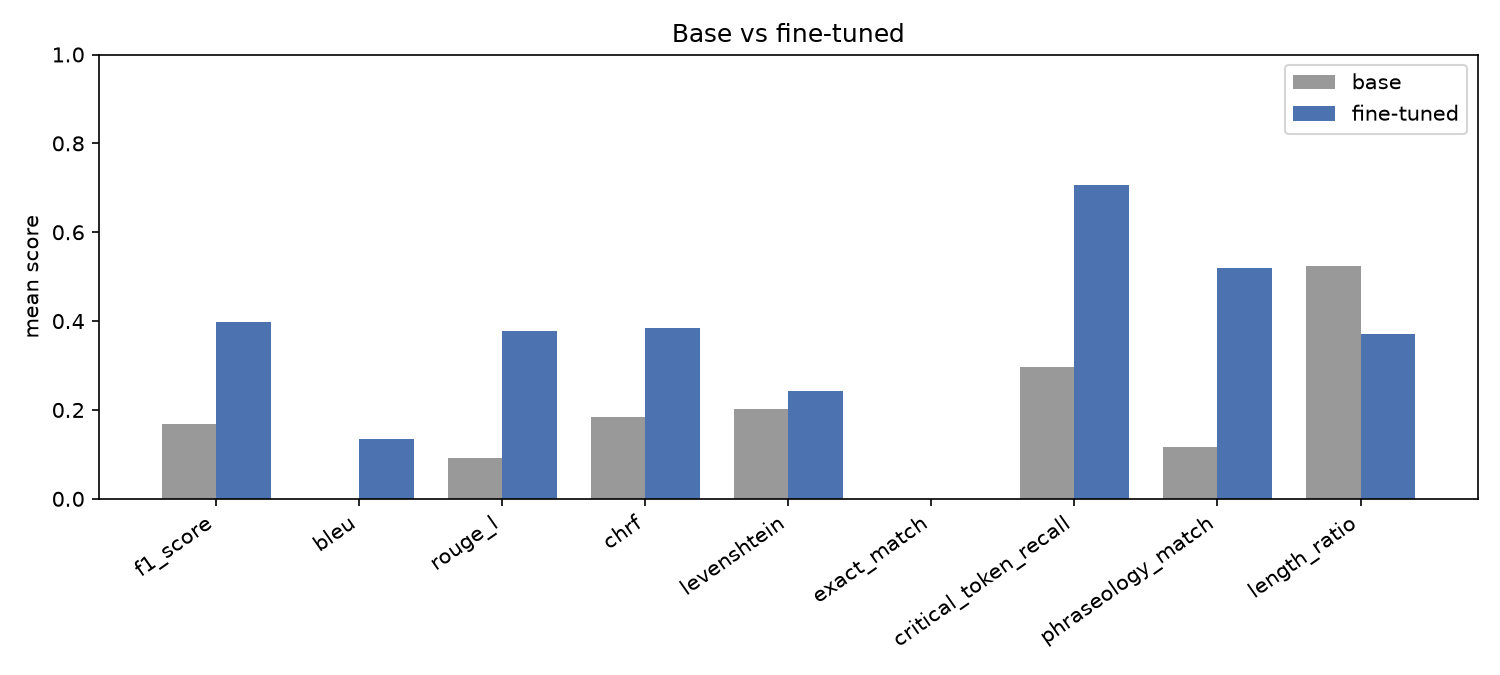 Base vs fine-tuned
1.0
0.8
0.6
0.4
0.2
0.0
mean score
base
fine-tuned
f1_score
bleu
rouge_l
chrf
levenshtein
exact_match
critical_token_recall
phraseology_match
length_ratio